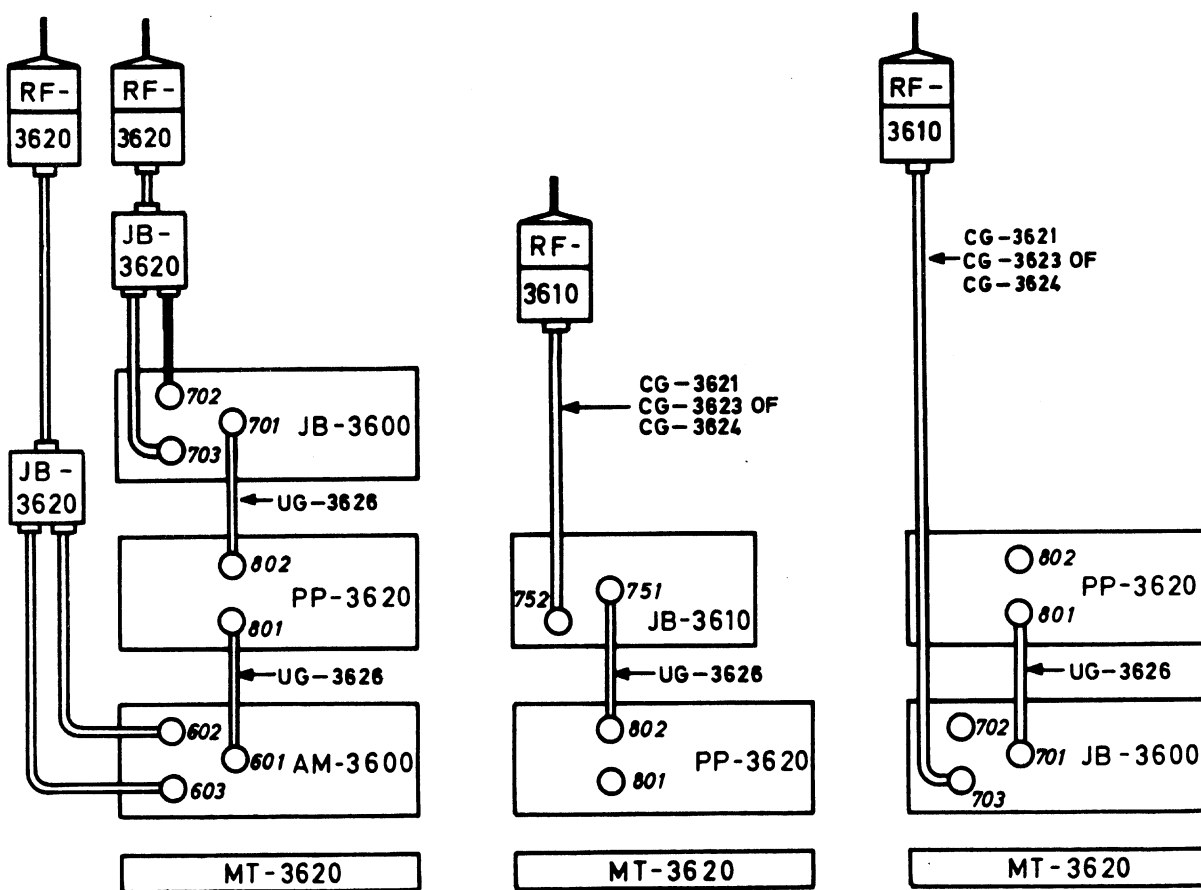 RF-
3620
RF-
3620
JB-
3620
702
701
JB-3600
703
UG-3626
JB-
3620
802
PP-3620
801
UG-3626
602
601
AM-3600
603
MT-3620
RF-
3610
CG-3621
CG-3623 OF
CG-3624
752
751
JB-3610
UG-3626
802
PP-3620
801
MT-3620
RF-
3610
CG-3621
CG-3623 OF
CG-3624
802
PP-3620
801
UG-3626
702
701
JB-3600
703
MT-3620